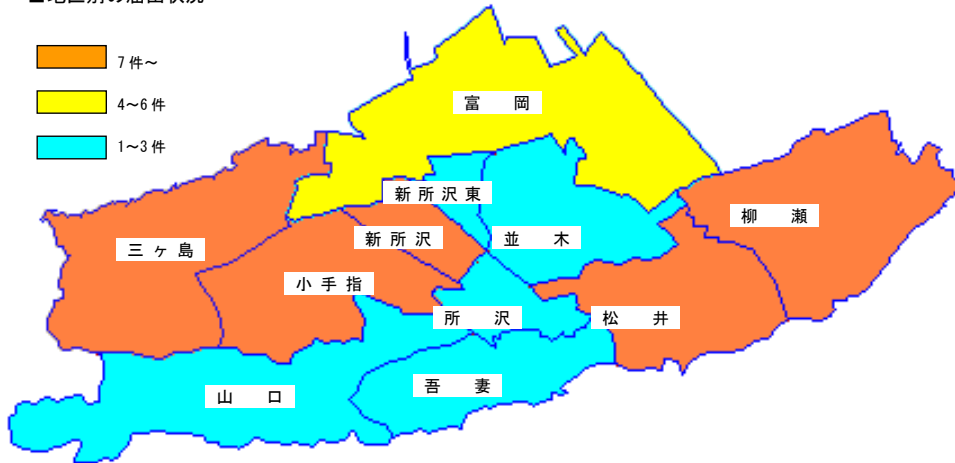 7件～
4～6件
1～3件
富 岡
新所沢東
柳 瀬
新所沢
並 木
三ヶ島
小手指
所 沢
松 井
山 口
吾 妻